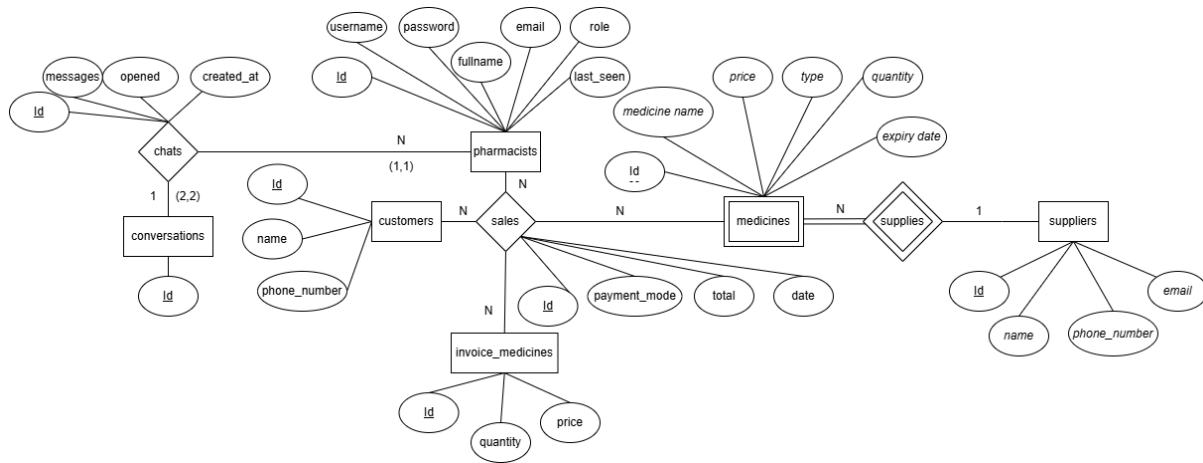 username
password
email
role
messages
opened
created_at
fullname
price
type
quantity
Id
Id
last_seen
medicine name
expiry date
chats
N
pharmacists
(1,1)
Id
Id
--
N
1
(2,2)
conversations
customers
N
sales
N
medicines
N
supplies
1
suppliers
name
phone_number
Id
Id
payment_mode
total
date
Id
email
name
phone_number
N
invoice_medicines
Id
quantity
price